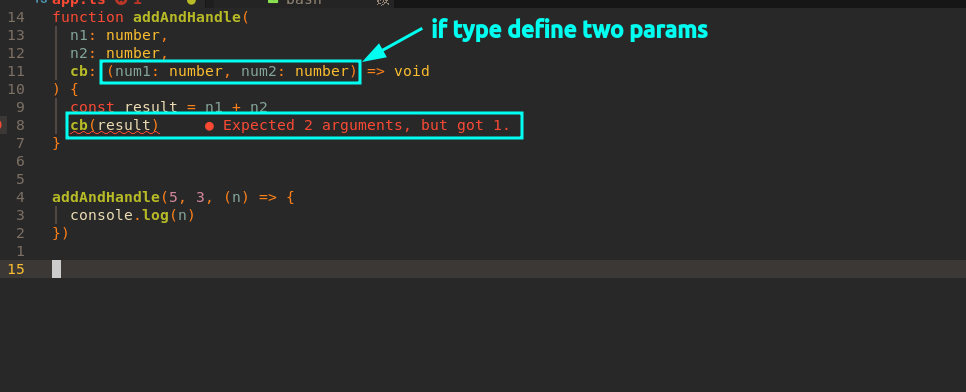 app.ts 1 bash
14 function addAndHandle( if type define two params
13 n1: number,
12 n2: number,
11 cb: (num1: number, num2: number) => void
10 ) {
9 const result = n1 + n2
8 cb(result) ● Expected 2 arguments, but got 1.
7 }
6
5
4 addAndHandle(5, 3, (n) => {
3 console.log(n)
2 })
1
15